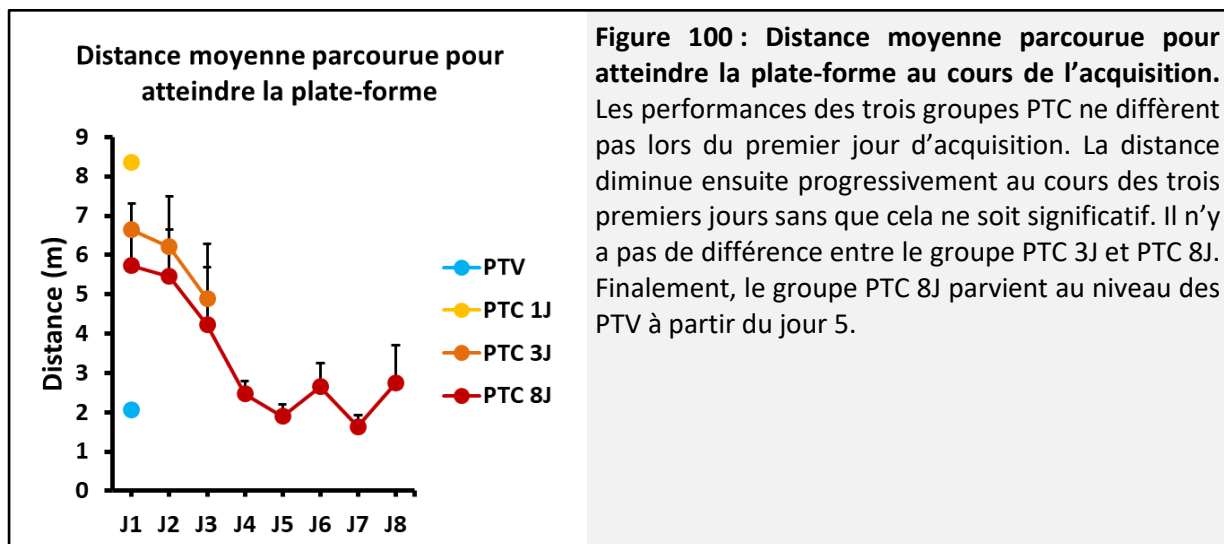 Distance moyenne parcourue pour
atteindre la plate-forme
9
8
7
6
5
4
3
2
1
0
Distance (m)
J1 J2 J3 J4 J5 J6 J7 J8
PTV
PTC 1J
PTC 3J
PTC 8J
Figure 100 : Distance moyenne parcourue pour
atteindre la plate-forme au cours de l’acquisition.
Les performances des trois groupes PTC ne diffèrent
pas lors du premier jour d’acquisition. La distance
diminue ensuite progressivement au cours des trois
premiers jours sans que cela ne soit significatif. Il n’y
a pas de différence entre le groupe PTC 3J et PTC 8J.
Finalement, le groupe PTC 8J parvient au niveau des
PTV à partir du jour 5.